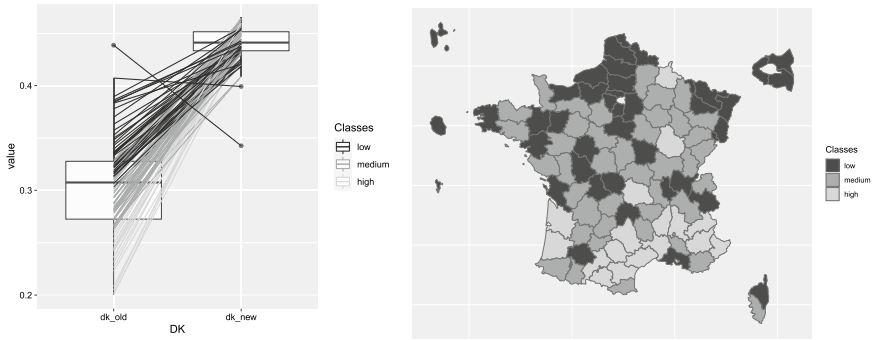 value
0.4
0.3
0.2
dk_old
dk_new
DK
Classes
low
medium
high
Classes
low
medium
high